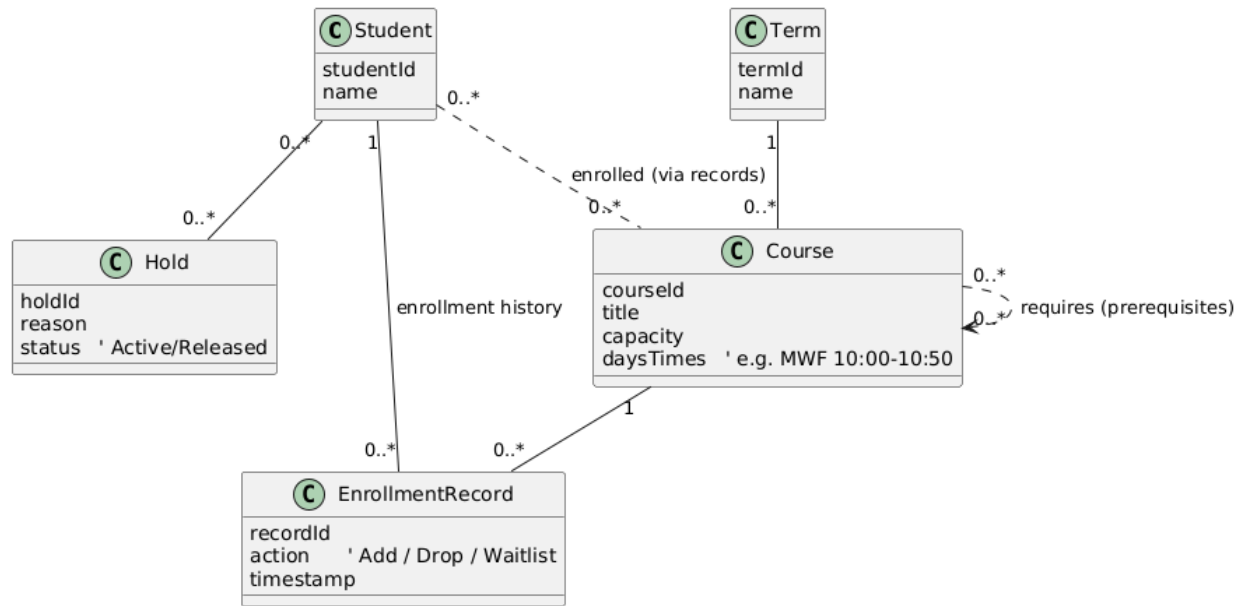 C Student
studentId
name
C Term
termId
name
0..*
0..*
1
1
enrolled (via records)
0..*
0..*
0..*
C Hold
holdId
reason
status ' Active/Released
C Course
courseId
title
capacity
daysTimes ' e.g. MWF 10:00-10:50
0..*
requires (prerequisites)
0..*
enrollment history
1
0..*
0..*
C EnrollmentRecord
recordId
action ' Add / Drop / Waitlist
timestamp